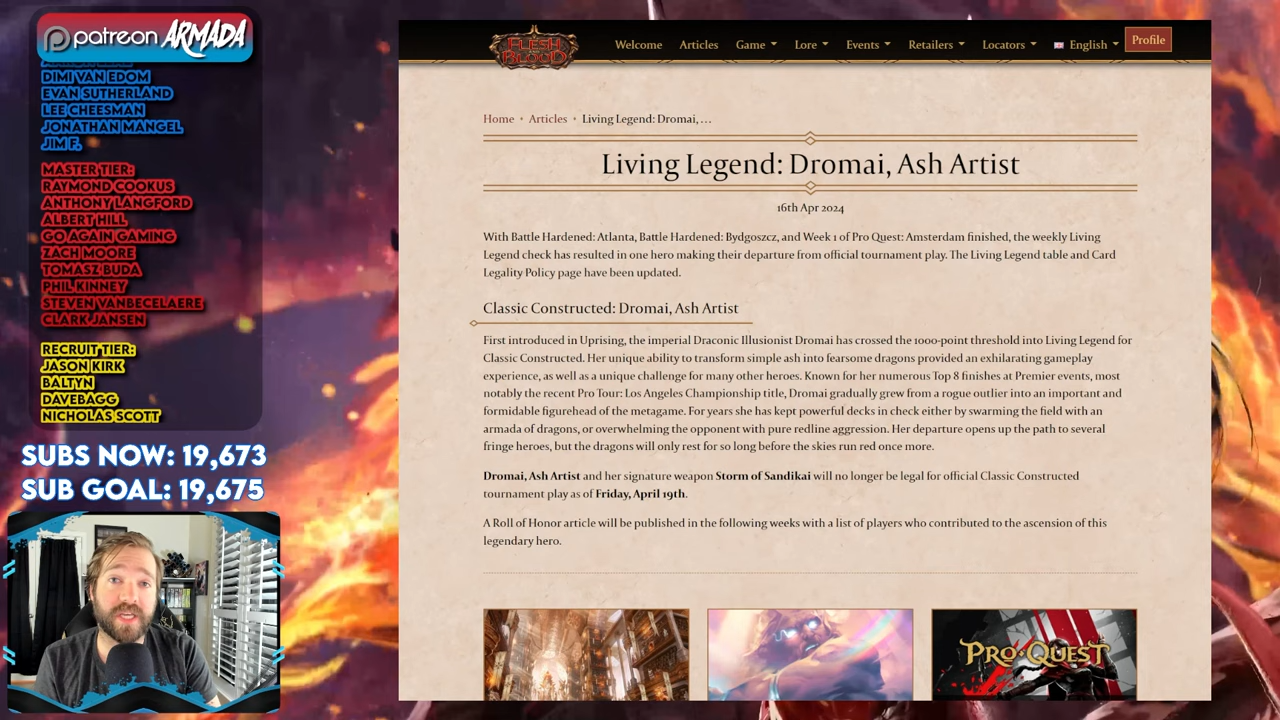 patreon ARMADA
DIMI VAN EDOM
EVAN SUTHERLAND
LEE CHEESMAN
JONATHAN MANGEL
JIM F.
MASTER TIER:
RAYMOND COOKUS
ANTHONY LANGFORD
ALBERT HILL
GO AGAIN GAMING
ZACH MOORE
TOMASZ BUDA
PHIL KINNEY
STEVEN VANBECELAERE
CLARK JANSEN
RECRUIT TIER:
JASON KIRK
BALTYN
DAVEBAGG
NICHOLAS SCOTT
SUBS NOW: 19,673
SUB GOAL: 19,675
FLESH
BLOOD
Welcome Articles Game Lore Events Retailers Locators English Profile
Home • Articles • Living Legend: Dromai, …
Living Legend: Dromai, Ash Artist
16th Apr 2024
With Battle Hardened: Atlanta, Battle Hardened: Bydgoszcz, and Week 1 of Pro Quest: Amsterdam finished, the weekly Living
Legend check has resulted in one hero making their departure from official tournament play. The Living Legend table and Card
Legality Policy page have been updated.
Classic Constructed: Dromai, Ash Artist
First introduced in Uprising, the imperial Draconic Illusionist Dromai has crossed the 1000-point threshold into Living Legend for
Classic Constructed. Her unique ability to transform simple ash into fearsome dragons provided an exhilarating gameplay
experience, as well as a unique challenge for many other heroes. Known for her numerous Top 8 finishes at Premier events, most
notably the recent Pro Tour: Los Angeles Championship title, Dromai gradually grew from a rogue outlier into an important and
formidable figurehead of the metagame. For years she has kept powerful decks in check either by swarming the field with an
armada of dragons, or overwhelming the opponent with pure redline aggression. Her departure opens up the path to several
fringe heroes, but the dragons will only rest for so long before the skies run red once more.
Dromai, Ash Artist and her signature weapon Storm of Sandikai will no longer be legal for official Classic Constructed
tournament play as of Friday, April 19th.
A Roll of Honor article will be published in the following weeks with a list of players who contributed to the ascension of this
legendary hero.
PRO QUEST